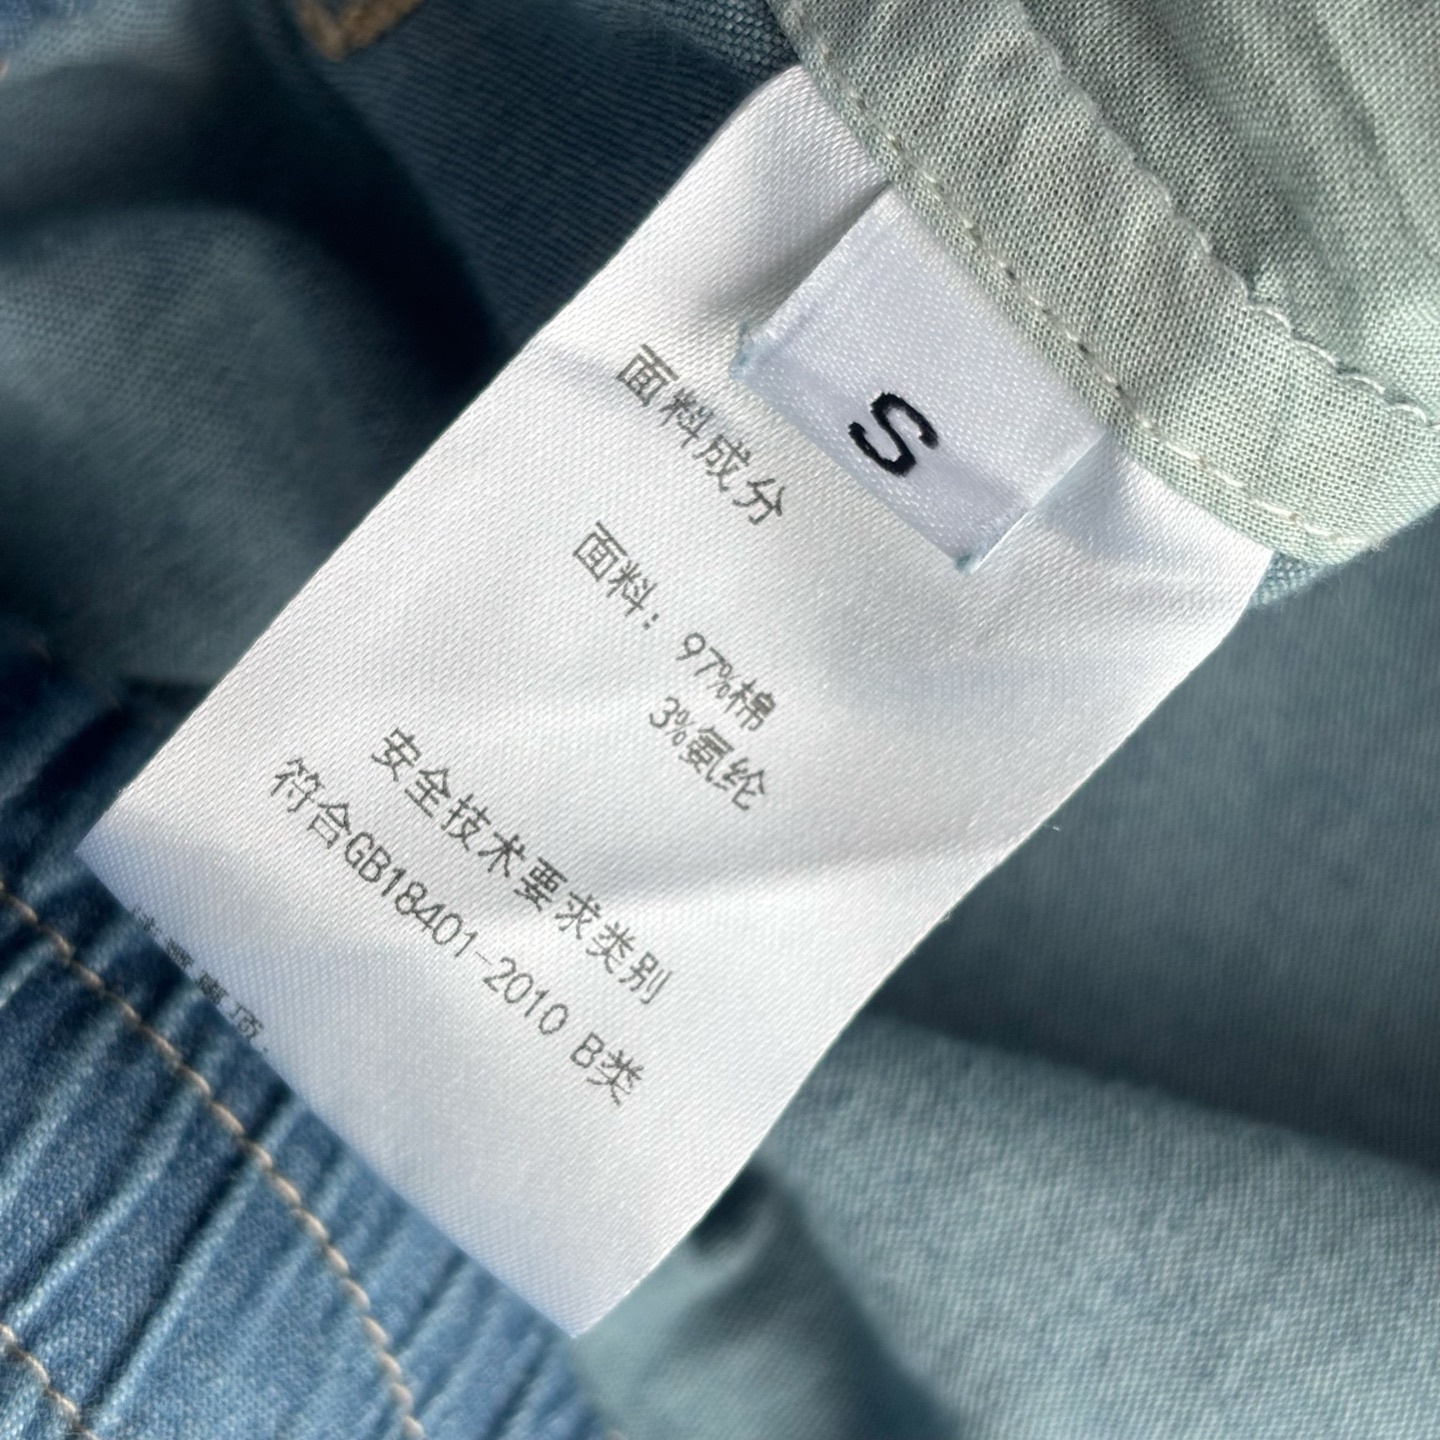 S
面料成分
面料：97%棉
3%氨纶
安全技术要求类别
符合GB18401-2010 B类